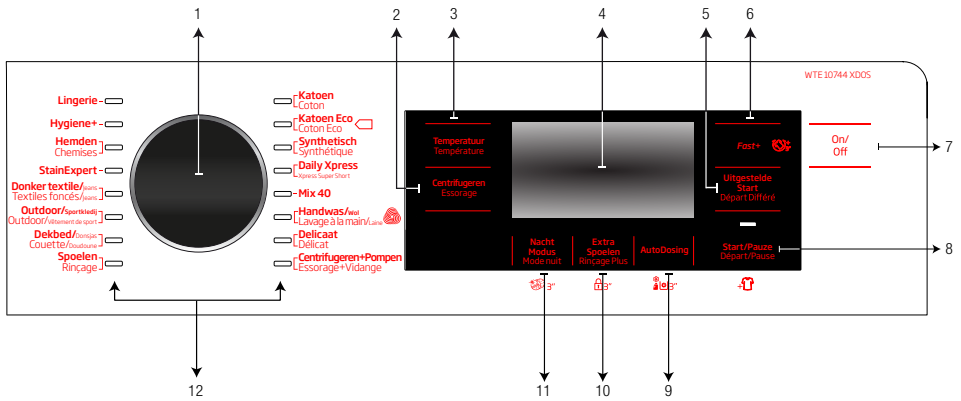 1
2
3
4
5
6
WTE 10744 XDOS
Lingerie
Hygiene+
Hemden
Chemises
StainExpert
Donker textile/Jeans
Textiles foncés/Jeans
Outdoor/Sportkledij
Outdoor/Vêtement de sport
Dekbed/Donsjas
Couette/Doudoune
Spoelen
Rinçage
Katoen
Coton
Katoen Eco
Coton Eco
Synthetisch
Synthétique
Daily Xpress
Xpress Super Short
Mix 40
Handwas/Wol
Lavage à la main/Laine
Delicaat
Délicat
Centrifugeren+Pompen
Essorage+Vidange
Temperatuur
Température
Centrifugeren
Essorage
Fast+
Uitgestelde
Start
Départ Différé
On/
Off
7
Nacht
Modus
Mode nuit
Extra
Spoelen
Rinçage Plus
AutoDosing
Start/Pauze
Départ/Pause
8
3"
3"
3"
+
12
11
10
9